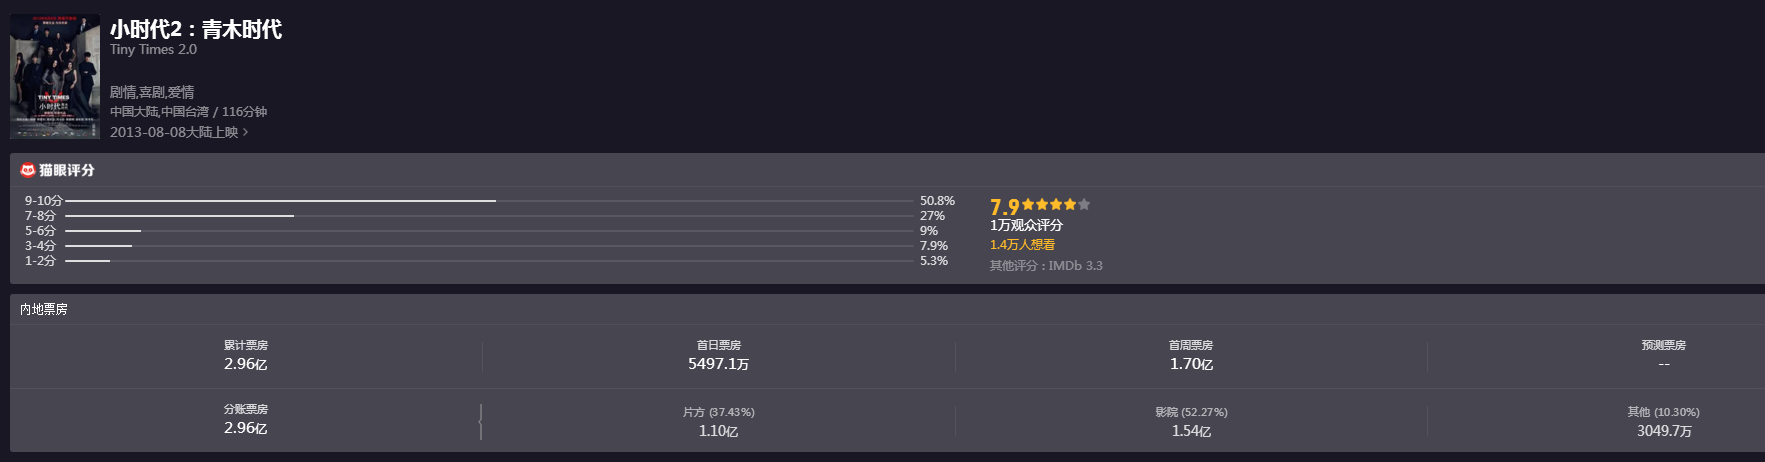 TINY TIMES
小时代
小时代2：青木时代
Tiny Times 2.0
剧情,喜剧,爱情
中国大陆,中国台湾 / 116分钟
2013-08-08大陆上映 >
猫眼评分
9-10分 50.8%
7-8分 27%
5-6分 9%
3-4分 7.9%
1-2分 5.3%
7.9
1万观众评分
1.4万人想看
其他评分 : IMDb 3.3
内地票房
累计票房 首日票房 首周票房 预测票房
2.96亿 5497.1万 1.70亿 --
分账票房 片方 (37.43%) 影院 (52.27%) 其他 (10.30%)
2.96亿 1.10亿 1.54亿 3049.7万